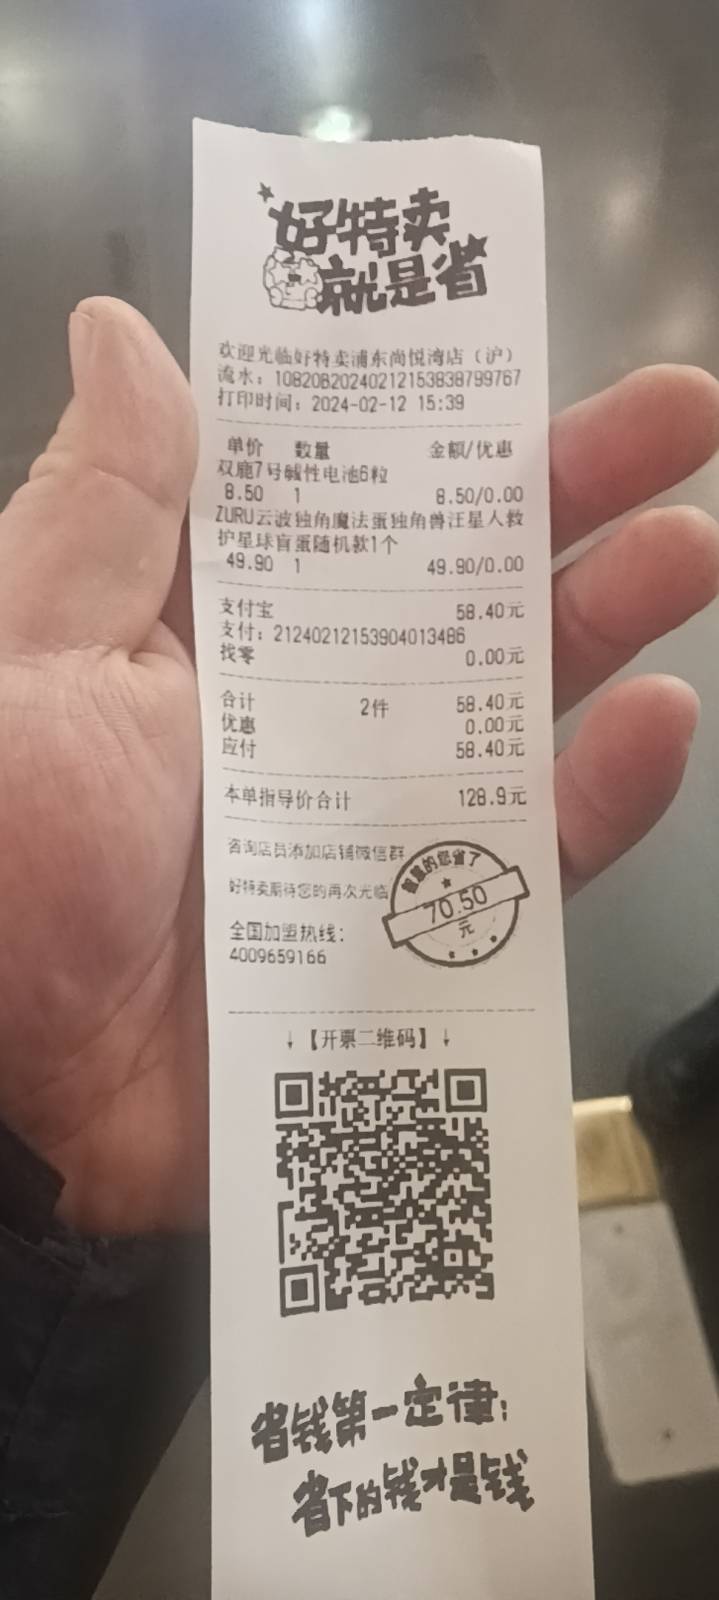 好特卖
就是省
欢迎光临好特卖浦东尚悦湾店（沪）
流水：10820820240212153838799767
打印时间：2024-02-12 15:39
单价 数量 金额/优惠
双鹿7号碱性电池6粒
8.50 1 8.50/0.00
ZURU云波独角魔法蛋独角兽汪星人救
护星球盲蛋随机款1个
49.90 1 49.90/0.00
支付宝 58.40元
支付：21240212153904013486
找零 0.00元
合计 2件 58.40元
优惠 0.00元
应付 58.40元
本单指导价合计 128.9元
咨询店员添加店铺微信群
好特卖期待您的再次光临
的您省了
70.50
元
全国加盟热线：
4009659166
↓【开票二维码】↓
省钱第一定律：
省下的钱才是钱